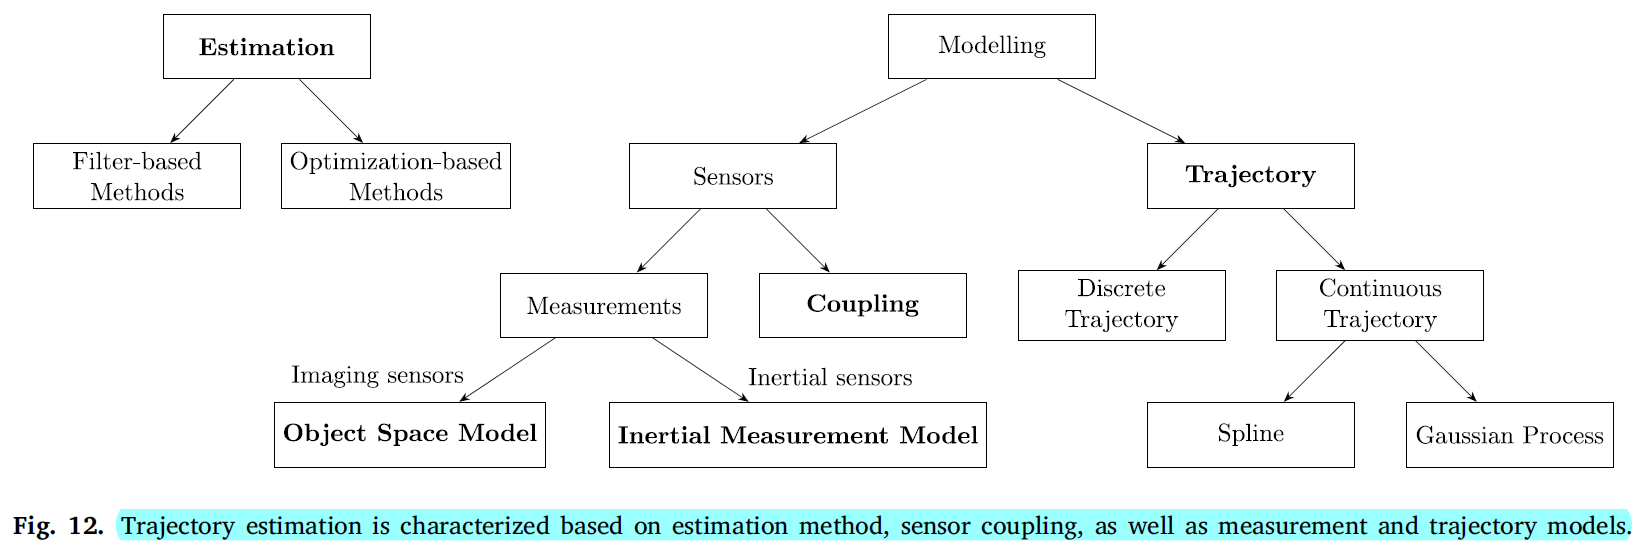 Estimation
Modelling
Filter-based
Methods
Optimization-based
Methods
Sensors
Trajectory
Measurements
Coupling
Discrete
Trajectory
Continuous
Trajectory
Imaging sensors
Inertial sensors
Object Space Model
Inertial Measurement Model
Spline
Gaussian Process
Fig. 12. Trajectory estimation is characterized based on estimation method, sensor coupling, as well as measurement and trajectory models.